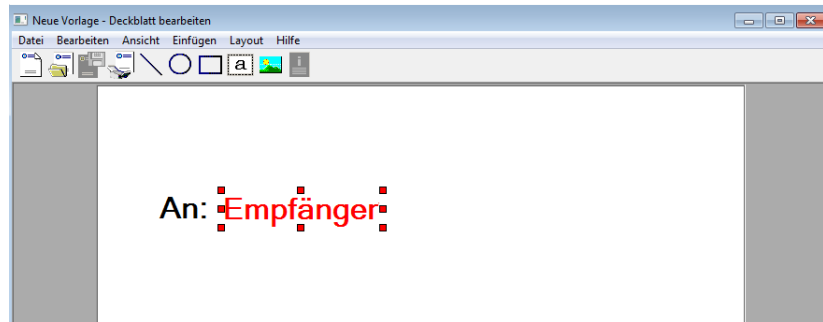 Neue Vorlage - Deckblatt bearbeiten
Datei Bearbeiten Ansicht Einfügen Layout Hilfe
a i
An: Empfänger